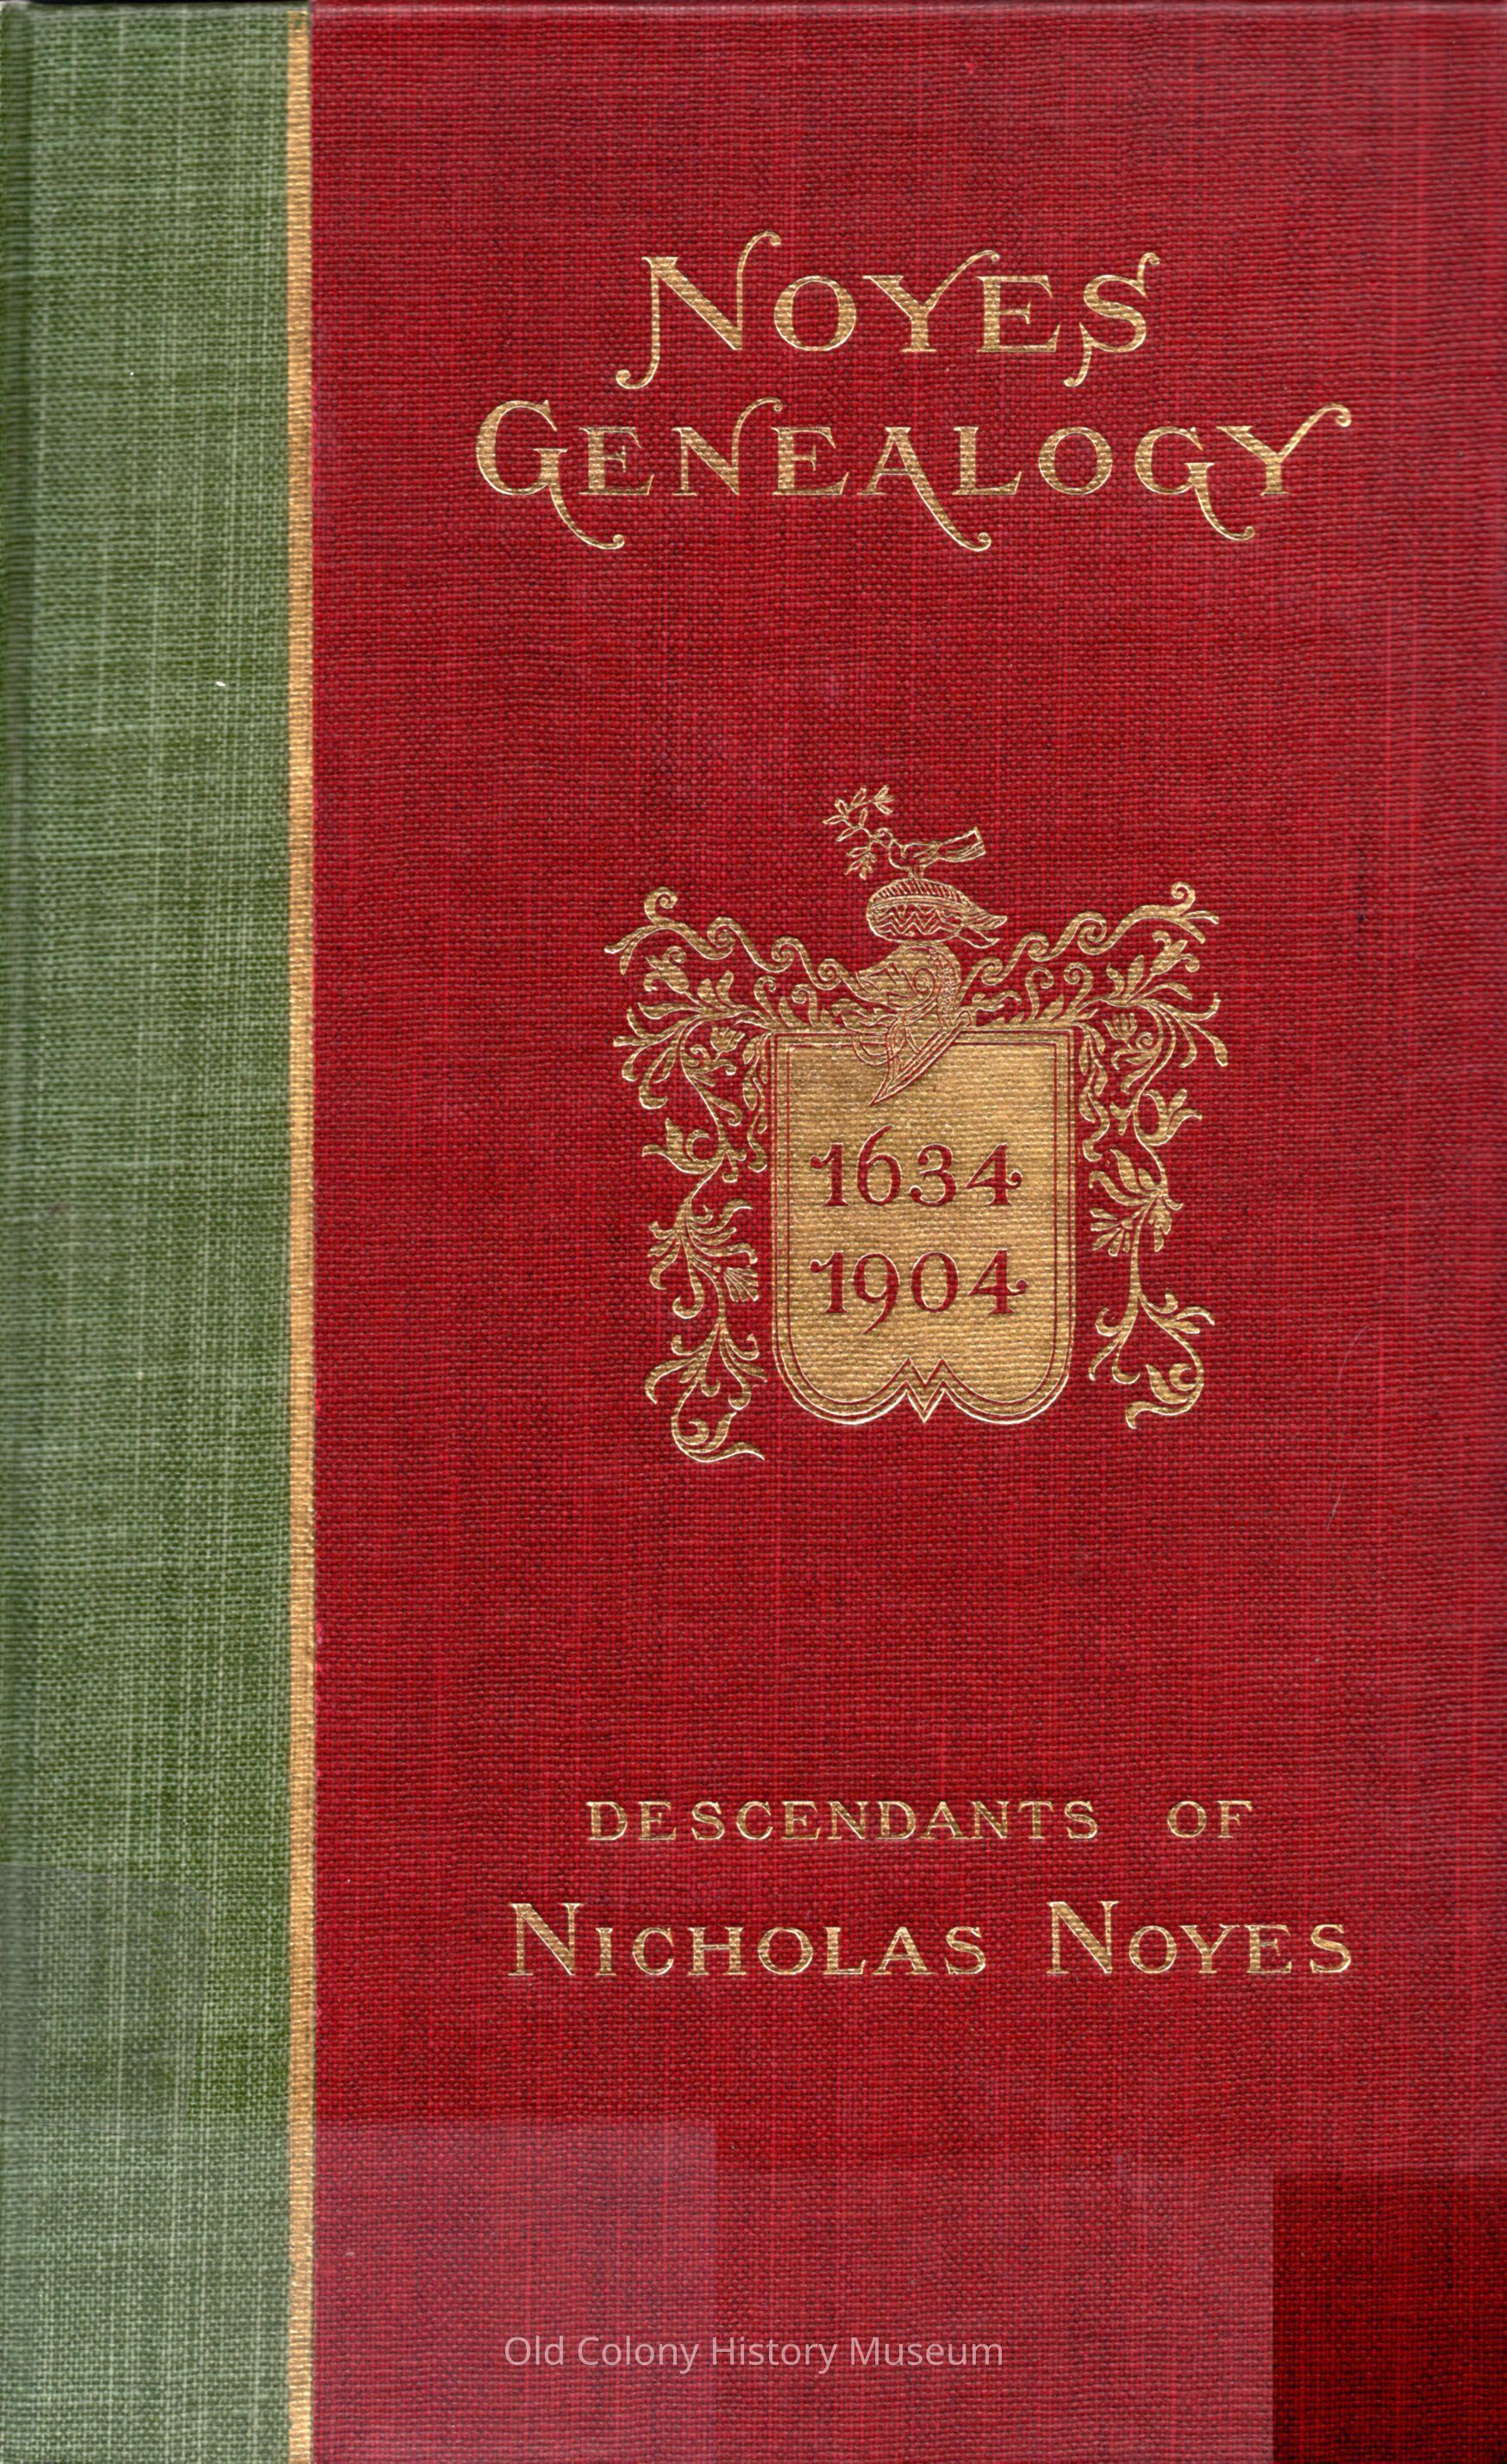 NOYES
GENEALOGY
1634
1904
DESCENDANTS OF
NICHOLAS NOYES
Old Colony History Museum